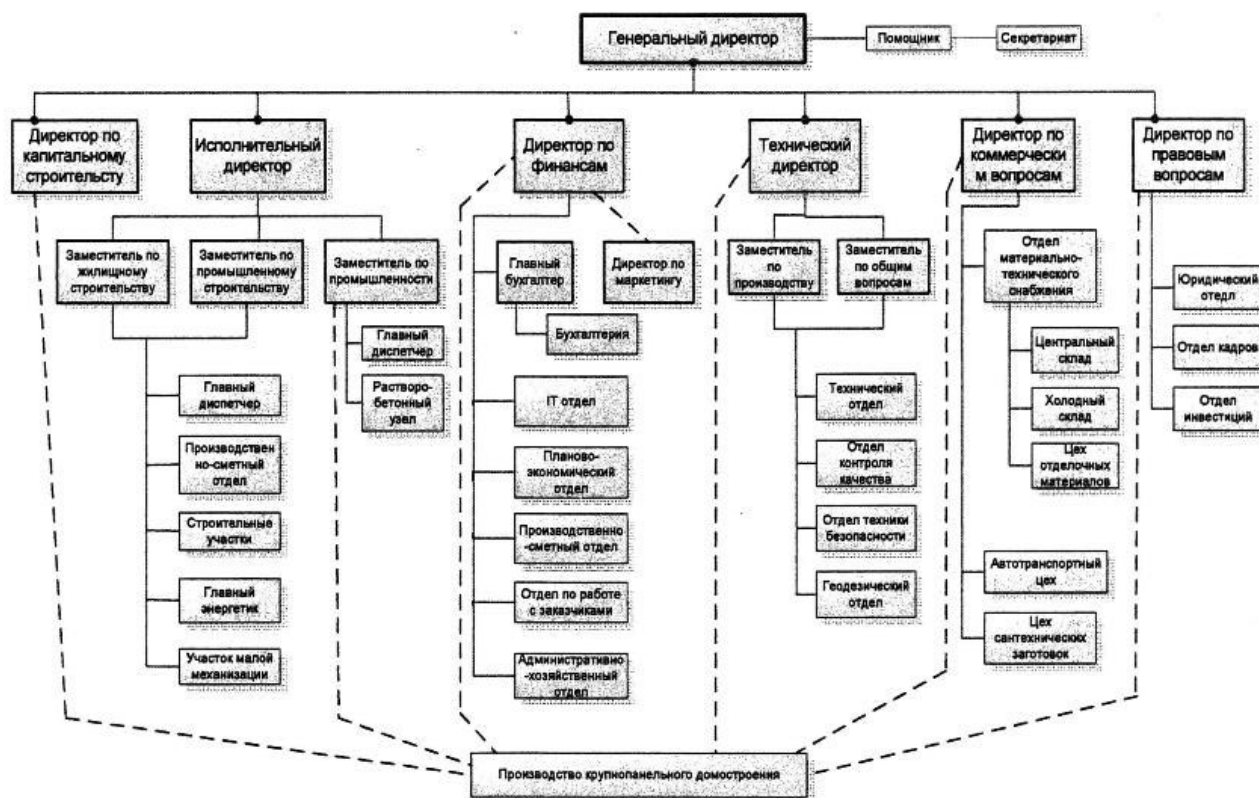 Генеральный директор
Помощник
Секретариат
Директор по
капитальному
строительсту
Исполнительный
директор
Директор по
финансам
Технический
директор
Директор по
коммерчески
м вопросам
Директор по
правовым
вопросам
Заместитель по
жилищному
строительству
Заместитель по
промышленному
строительству
Заместитель по
промышленности
Главный
диспетчер
Растворо-
бетонный
узел
Главный
диспетчер
Производствен
но-сметный
отдел
Строительные
участки
Главный
энергетик
Участок малой
механизации
Главный
бухгалтер
Директор по
маркетингу
Бухгалтерия
IT отдел
Планово-
экономический
отдел
Производственно
-сметный отдел
Отдел по работе
с заказчиками
Административно
-хозяйственный
отдел
Заместитель
по
производству
Заместитель
по общим
вопросам
Технический
отдел
Отдел
контроля
качества
Отдел техники
безопасности
Геодезический
отдел
Отдел
материально-
технического
снабжения
Центральный
склад
Холодный
склад
Цех
отделочных
материалов
Автотранспортный
цех
Цех
сантехнических
заготовок
Юридический
отедл
Отдел кадров
Отдел
инвестиций
Производство крупнопанельного домостроения